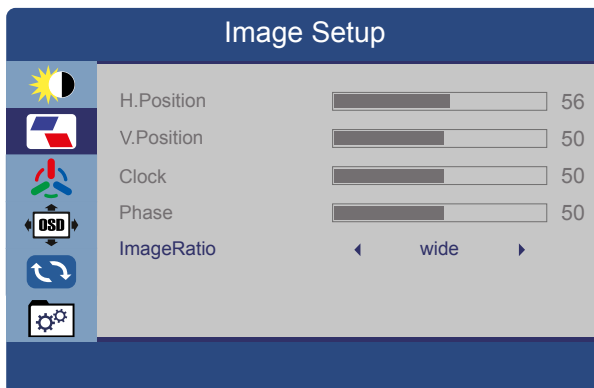 Image Setup
H.Position 56
V.Position 50
Clock 50
Phase 50
OSD
ImageRatio wide